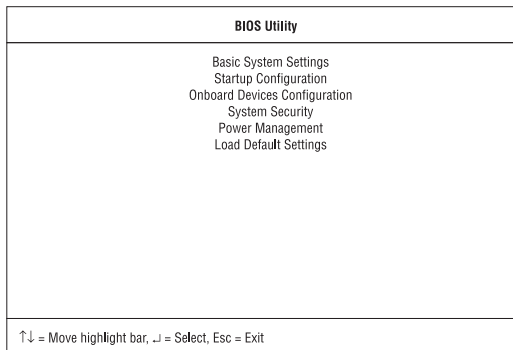 BIOS Utility
Basic System Settings
Startup Configuration
Onboard Devices Configuration
System Security
Power Management
Load Default Settings
↑↓ = Move highlight bar, ↵ = Select, Esc = Exit